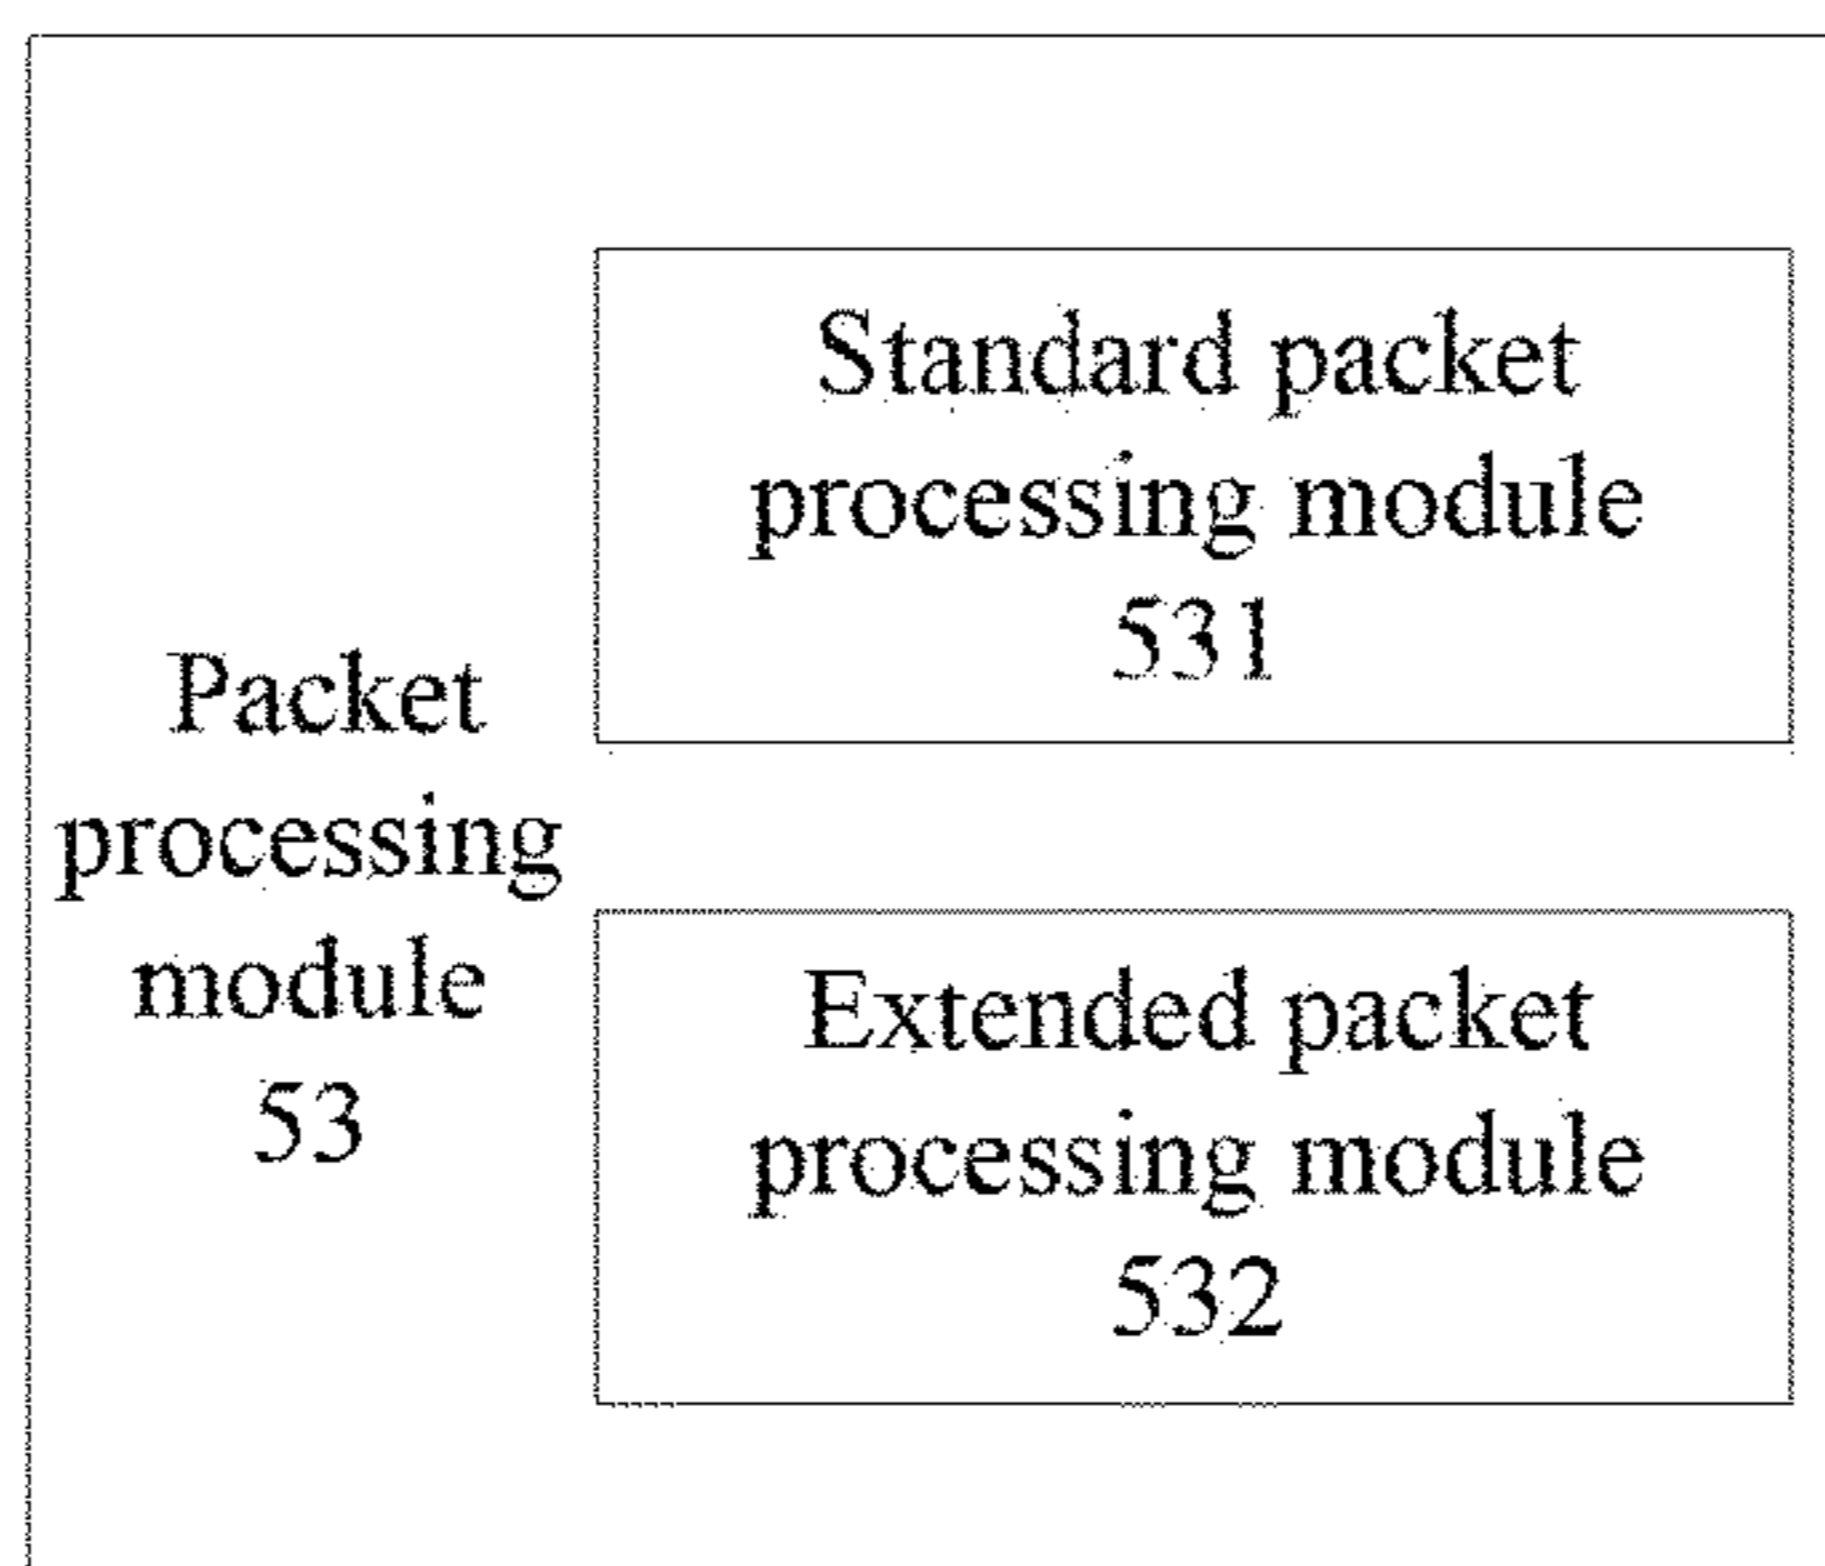 Packet
processing
module
53
Standard packet
processing module
531
Extended packet
processing module
532